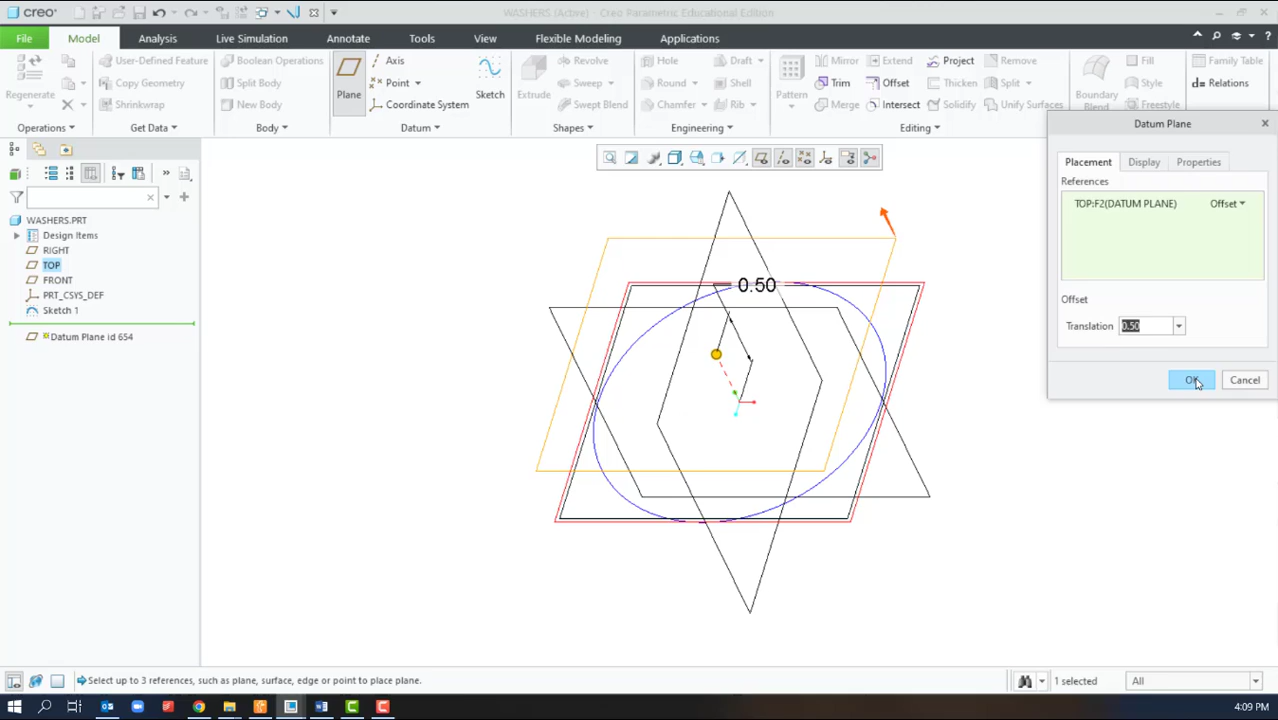 creo
WASHERS (Active) - Creo Parametric Educational Edition
File Model Analysis Live Simulation Annotate Tools View Flexible Modeling Applications
Regenerate
Operations
User-Defined Feature
Copy Geometry
Shrinkwrap
Get Data
Boolean Operations
Split Body
New Body
Body
Plane
Axis
Point
Coordinate System
Sketch
Datum
Extrude
Revolve
Sweep
Swept Blend
Shapes
Hole
Round
Chamfer
Draft
Shell
Rib
Engineering
Pattern
Mirror
Trim
Merge
Extend
Offset
Intersect
Project
Thicken
Solidify
Remove
Split
Unify Surfaces
Editing
Boundary
Blend
Fill
Style
Freestyle
Family Table
Relations
Datum Plane
Placement Display Properties
References
TOP:F2(DATUM PLANE) Offset
Offset
Translation 0.50
OK Cancel
WASHERS.PRT
Design Items
RIGHT
TOP
FRONT
PRT_CSYS_DEF
Sketch 1
Datum Plane id 654
0.50
Select up to 3 references, such as plane, surface, edge or point to place plane.
1 selected
All
4:09 PM